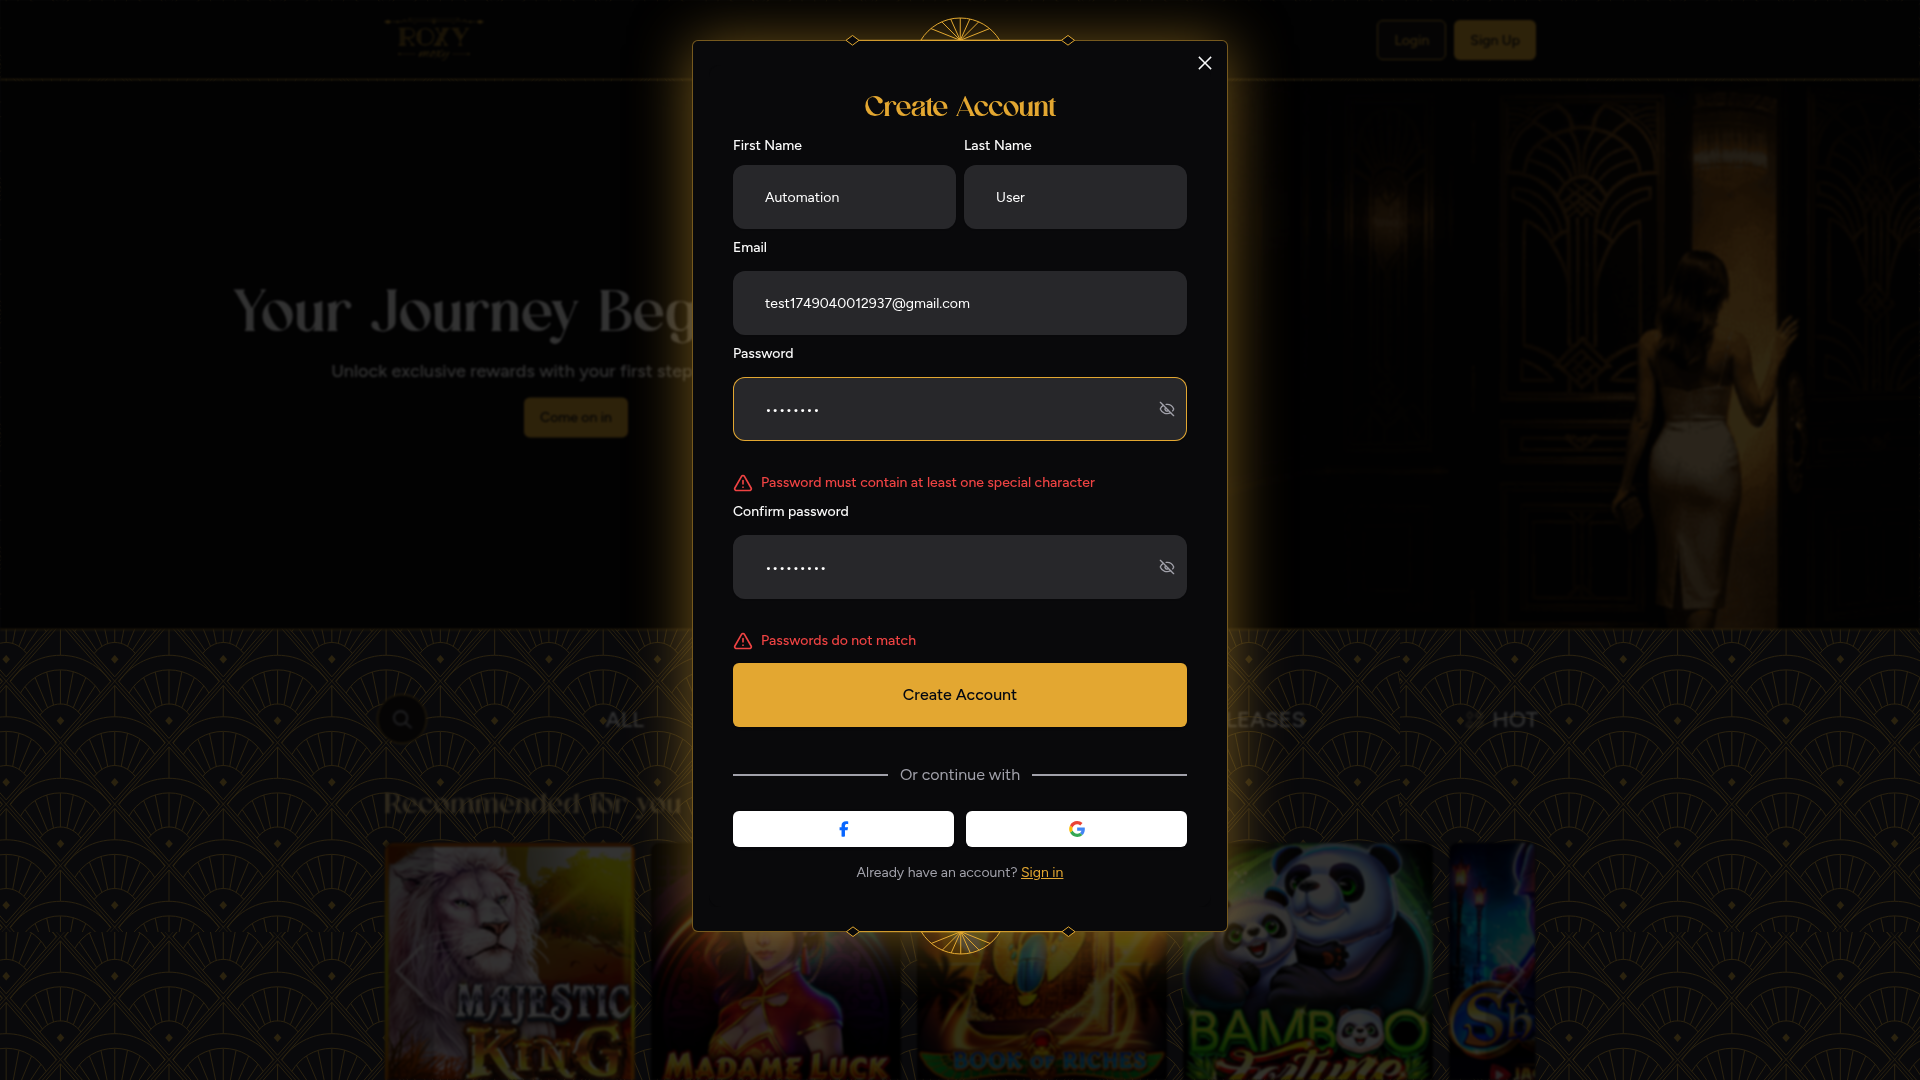 ROXY
Login
Sign Up
Create Account
First Name
Last Name
Automation
User
Email
test1749040012937@gmail.com
Your Journey Beg
Password
Unlock exclusive rewards with your first step
••••••••
Come on in
Password must contain at least one special character
Confirm password
•••••••••
Passwords do not match
Create Account
ALL
LEASES
HOT
Or continue with
Recommended for you
Already have an account? Sign in
MAJESTIC
KING
MADAME LUCK
BOOK OF RICHES
BAMBOO
Fortune
Sh
JA